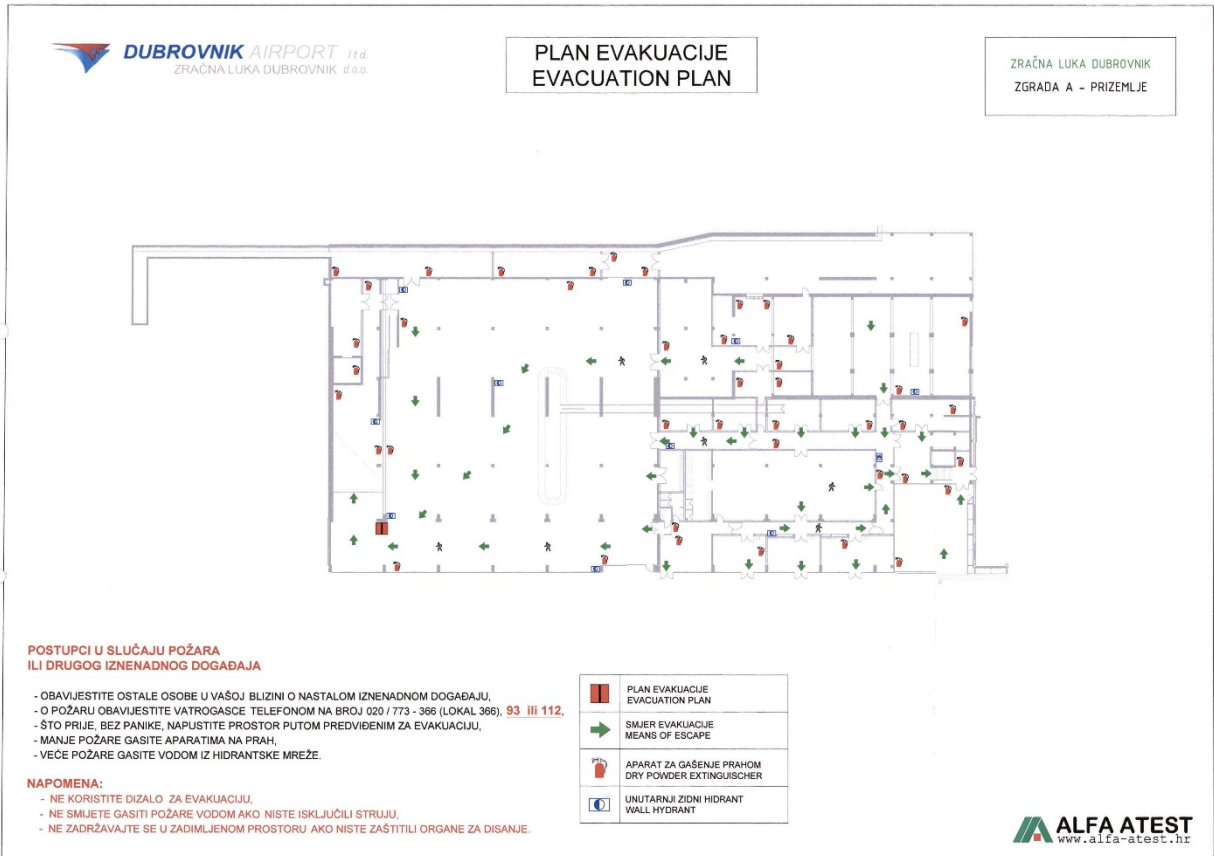 DUBROVNIK AIRPORT ltd.
ZRAČNA LUKA DUBROVNIK d.o.o.
PLAN EVAKUACIJE
EVACUATION PLAN
ZRAČNA LUKA DUBROVNIK
ZGRADA A - PRIZEMLJE
POSTUPCI U SLUČAJU POŽARA
ILI DRUGOG IZNENADNOG DOGAĐAJA
- OBAVIJESTITE OSTALE OSOBE U VAŠOJ BLIZINI O NASTALOM IZNENADNOM DOGAĐAJU,
- O POŽARU OBAVIJESTITE VATROGASCE TELEFONOM NA BROJ 020 / 773 - 366 (LOKAL 366), 93 ili 112,
- ŠTO PRIJE, BEZ PANIKE, NAPUSTITE PROSTOR PUTOM PREDVIĐENIM ZA EVAKUACIJU,
- MANJE POŽARE GASITE APARATIMA NA PRAH,
- VEĆE POŽARE GASITE VODOM IZ HIDRANTSKE MREŽE.
NAPOMENA:
- NE KORISTITE DIZALO ZA EVAKUACIJU,
- NE SMIJETE GASITI POŽARE VODOM AKO NISTE ISKLJUČILI STRUJU,
- NE ZADRŽAVAJTE SE U ZADIMLJENOM PROSTORU AKO NISTE ZAŠTITILI ORGANE ZA DISANJE.
PLAN EVAKUACIJE
EVACUATION PLAN
SMJER EVAKUACIJE
MEANS OF ESCAPE
APARAT ZA GAŠENJE PRAHOM
DRY POWDER EXTINGUISCHER
UNUTARNJI ZIDNI HIDRANT
WALL HYDRANT
ALFA ATEST
www.alfa-atest.hr